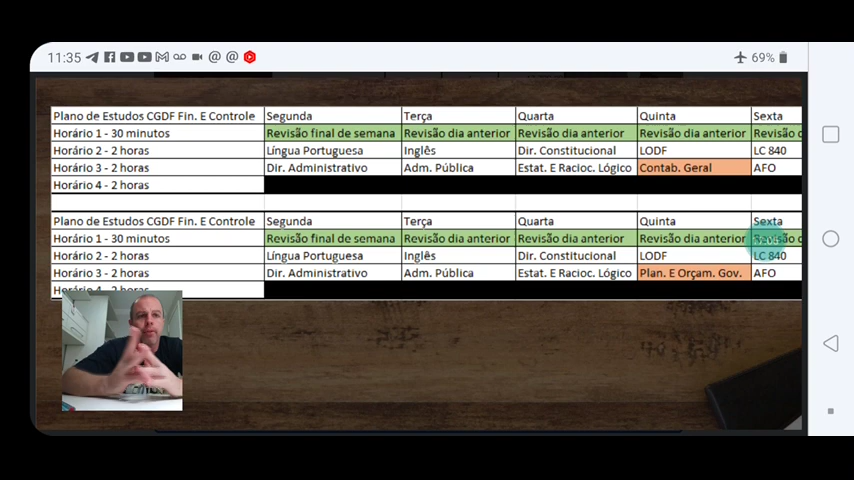 11:35 69%
Plano de Estudos CGDF Fin. E Controle Segunda Terça Quarta Quinta Sexta
Horário 1 - 30 minutos Revisão final de semana Revisão dia anterior Revisão dia anterior Revisão dia anterior Revisão
Horário 2 - 2 horas Língua Portuguesa Inglês Dir. Constitucional LODF LC 840
Horário 3 - 2 horas Dir. Administrativo Adm. Pública Estat. E Racioc. Lógico Contab. Geral AFO
Horário 4 - 2 horas
Plano de Estudos CGDF Fin. E Controle Segunda Terça Quarta Quinta Sexta
Horário 1 - 30 minutos Revisão final de semana Revisão dia anterior Revisão dia anterior Revisão dia anterior
Horário 2 - 2 horas Língua Portuguesa Inglês Dir. Constitucional LODF LC 840
Horário 3 - 2 horas Dir. Administrativo Adm. Pública Estat. E Racioc. Lógico Plan. E Orçam. Gov. AFO
Horário 4 - 2 horas